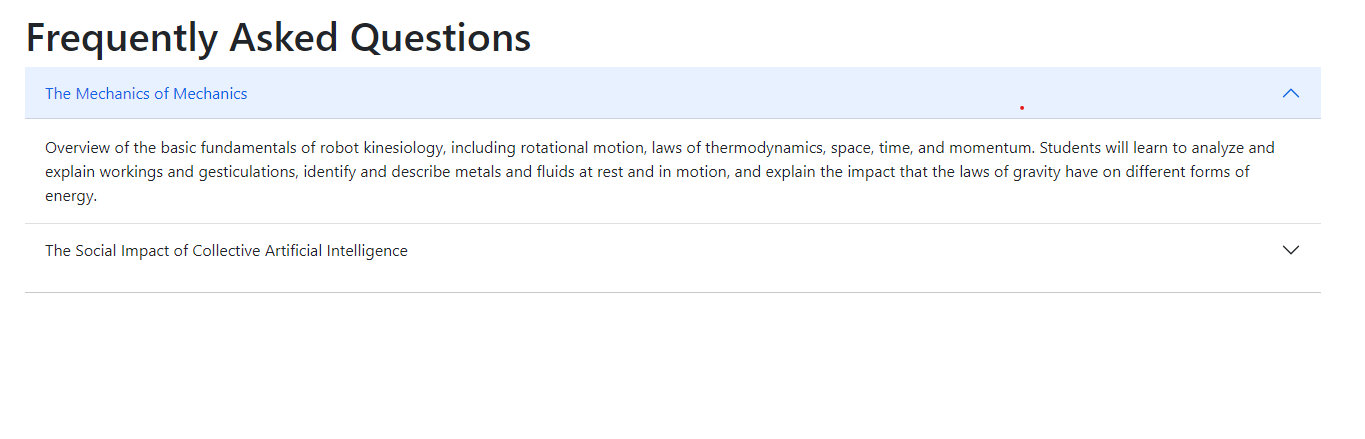 Frequently Asked Questions
The Mechanics of Mechanics
Overview of the basic fundamentals of robot kinesiology, including rotational motion, laws of thermodynamics, space, time, and momentum. Students will learn to analyze and
explain workings and gesticulations, identify and describe metals and fluids at rest and in motion, and explain the impact that the laws of gravity have on different forms of
energy.
The Social Impact of Collective Artificial Intelligence